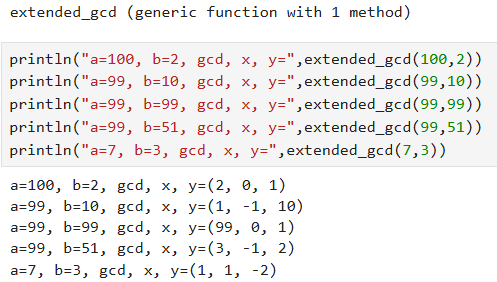 extended_gcd (generic function with 1 method)
println("a=100, b=2, gcd, x, y=",extended_gcd(100,2))
println("a=99, b=10, gcd, x, y=",extended_gcd(99,10))
println("a=99, b=99, gcd, x, y=",extended_gcd(99,99))
println("a=99, b=51, gcd, x, y=",extended_gcd(99,51))
println("a=7, b=3, gcd, x, y=",extended_gcd(7,3))
a=100, b=2, gcd, x, y=(2, 0, 1)
a=99, b=10, gcd, x, y=(1, -1, 10)
a=99, b=99, gcd, x, y=(99, 0, 1)
a=99, b=51, gcd, x, y=(3, -1, 2)
a=7, b=3, gcd, x, y=(1, 1, -2)